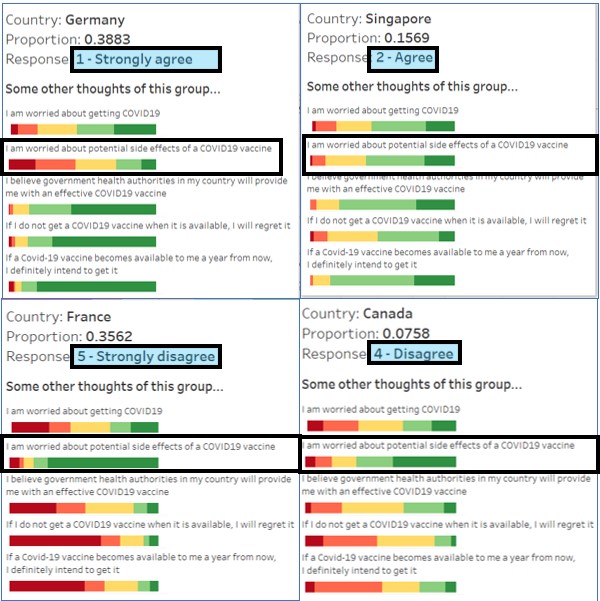 Country: Germany
Proportion: 0.3883
Response 1 - Strongly agree
Some other thoughts of this group...
I am worried about getting COVID19
I am worried about potential side effects of a COVID19 vaccine
I believe government health authorities in my country will provide
me with an effective COVID19 vaccine
If I do not get a COVID19 vaccine when it is available, I will regret it
If a Covid-19 vaccine becomes available to me a year from now,
I definitely intend to get it
Country: Singapore
Proportion: 0.1569
Response 2 - Agree
Some other thoughts of this group...
I am worried about getting COVID19
I am worried about potential side effects of a COVID19 vaccine
I believe government health authorities in my country will provide
me with an effective COVID19 vaccine
If I do not get a COVID19 vaccine when it is available, I will regret it
If a Covid-19 vaccine becomes available to me a year from now,
I definitely intend to get it
Country: France
Proportion: 0.3562
Response 5 - Strongly disagree
Some other thoughts of this group...
I am worried about getting COVID19
I am worried about potential side effects of a COVID19 vaccine
I believe government health authorities in my country will provide
me with an effective COVID19 vaccine
If I do not get a COVID19 vaccine when it is available, I will regret it
If a Covid-19 vaccine becomes available to me a year from now,
I definitely intend to get it
Country: Canada
Proportion: 0.0758
Response 4 - Disagree
Some other thoughts of this group...
I am worried about getting COVID19
I am worried about potential side effects of a COVID19 vaccine
I believe government health authorities in my country will provide
me with an effective COVID19 vaccine
If I do not get a COVID19 vaccine when it is available, I will regret it
If a Covid-19 vaccine becomes available to me a year from now,
I definitely intend to get it